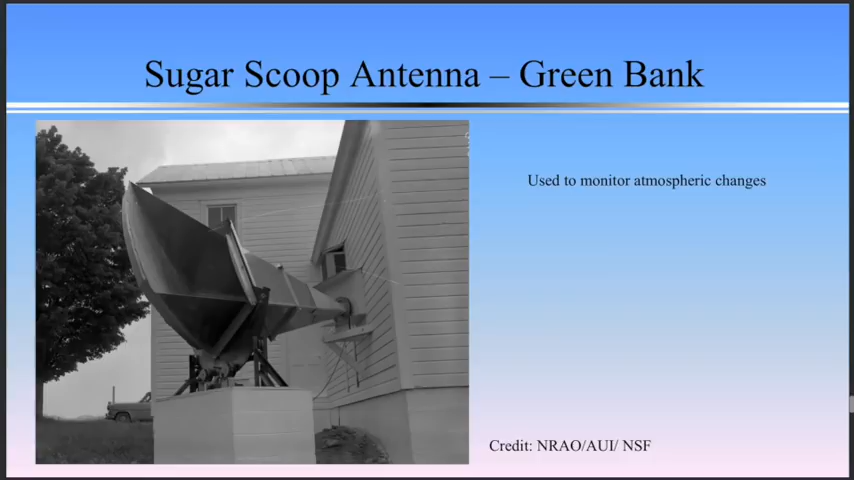 Sugar Scoop Antenna – Green Bank
Used to monitor atmospheric changes
Credit: NRAO/AUI/ NSF